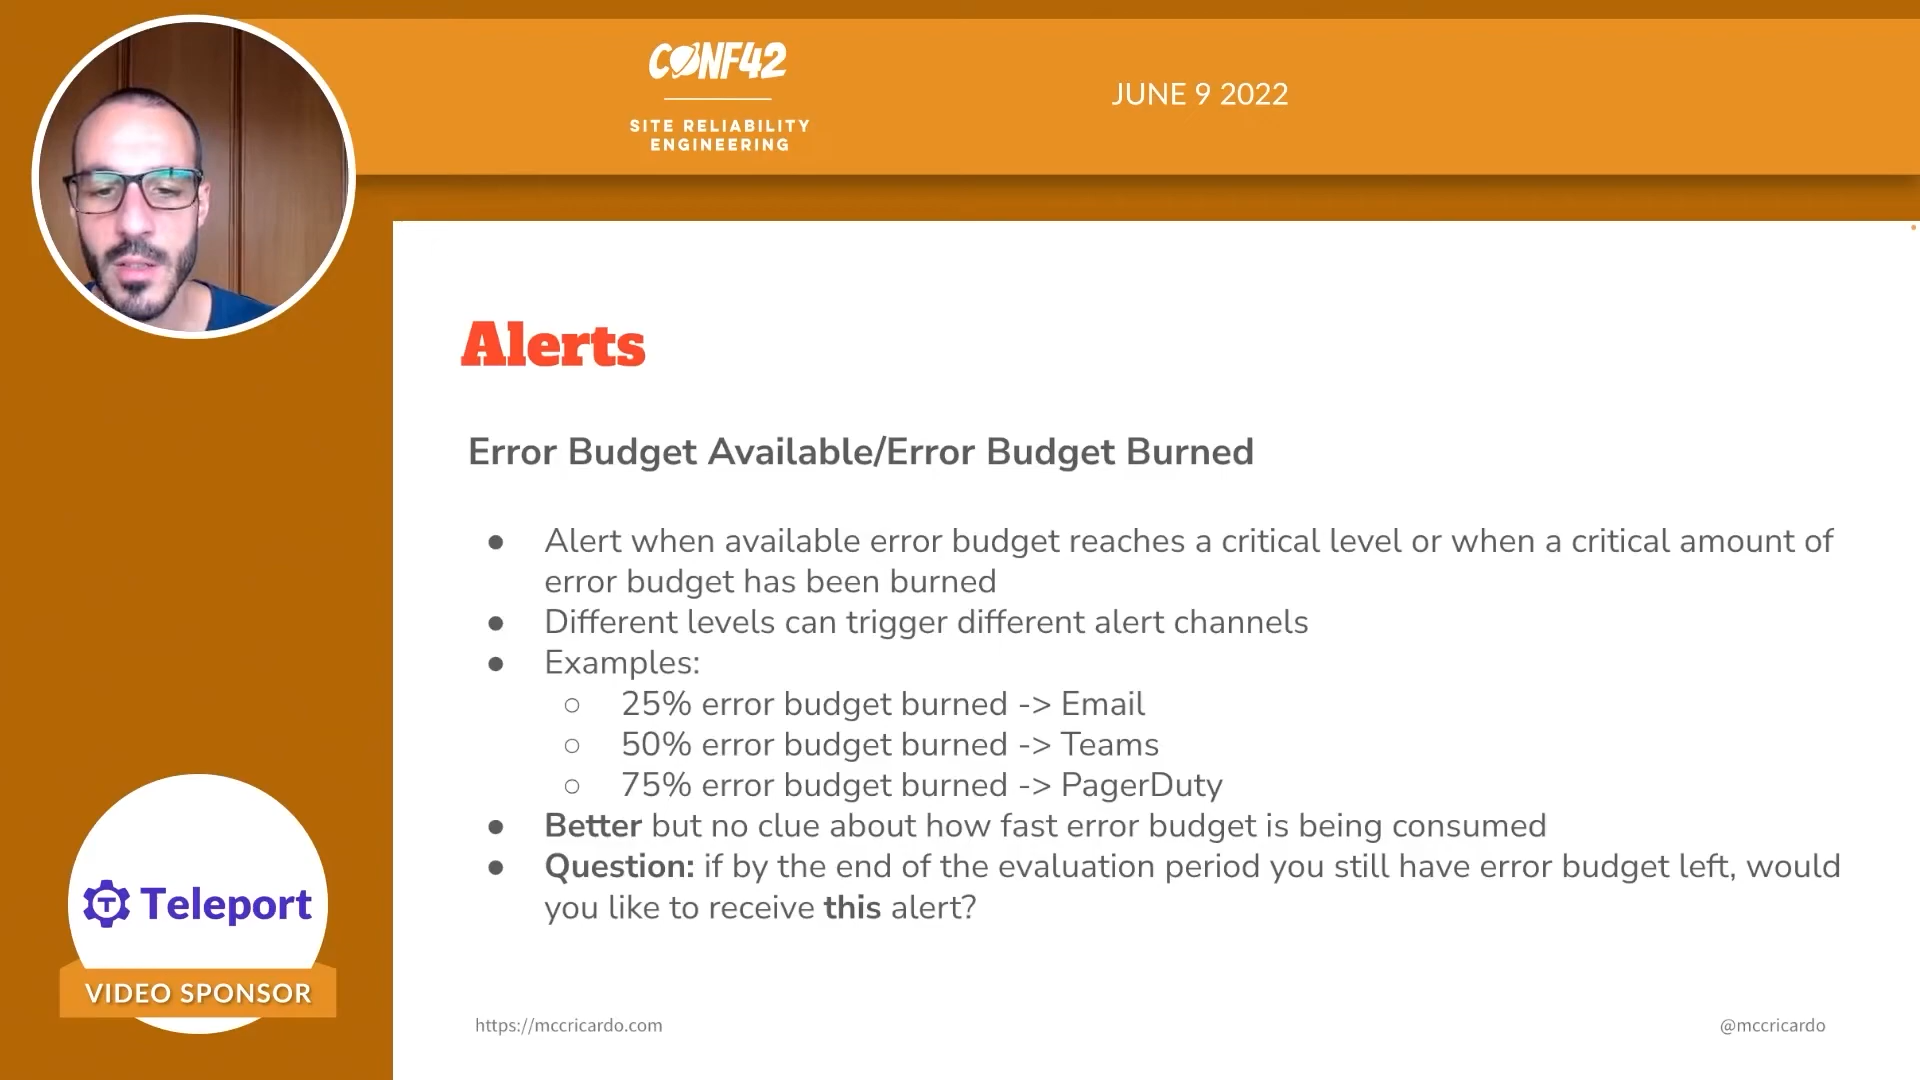 CONF42
SITE RELIABILITY
ENGINEERING
JUNE 9 2022
Alerts
Error Budget Available/Error Budget Burned
● Alert when available error budget reaches a critical level or when a critical amount of
error budget has been burned
● Different levels can trigger different alert channels
● Examples:
○ 25% error budget burned -> Email
○ 50% error budget burned -> Teams
○ 75% error budget burned -> PagerDuty
● Better but no clue about how fast error budget is being consumed
● Question: if by the end of the evaluation period you still have error budget left, would
you like to receive this alert?
Teleport
VIDEO SPONSOR
https://mccricardo.com
@mccricardo